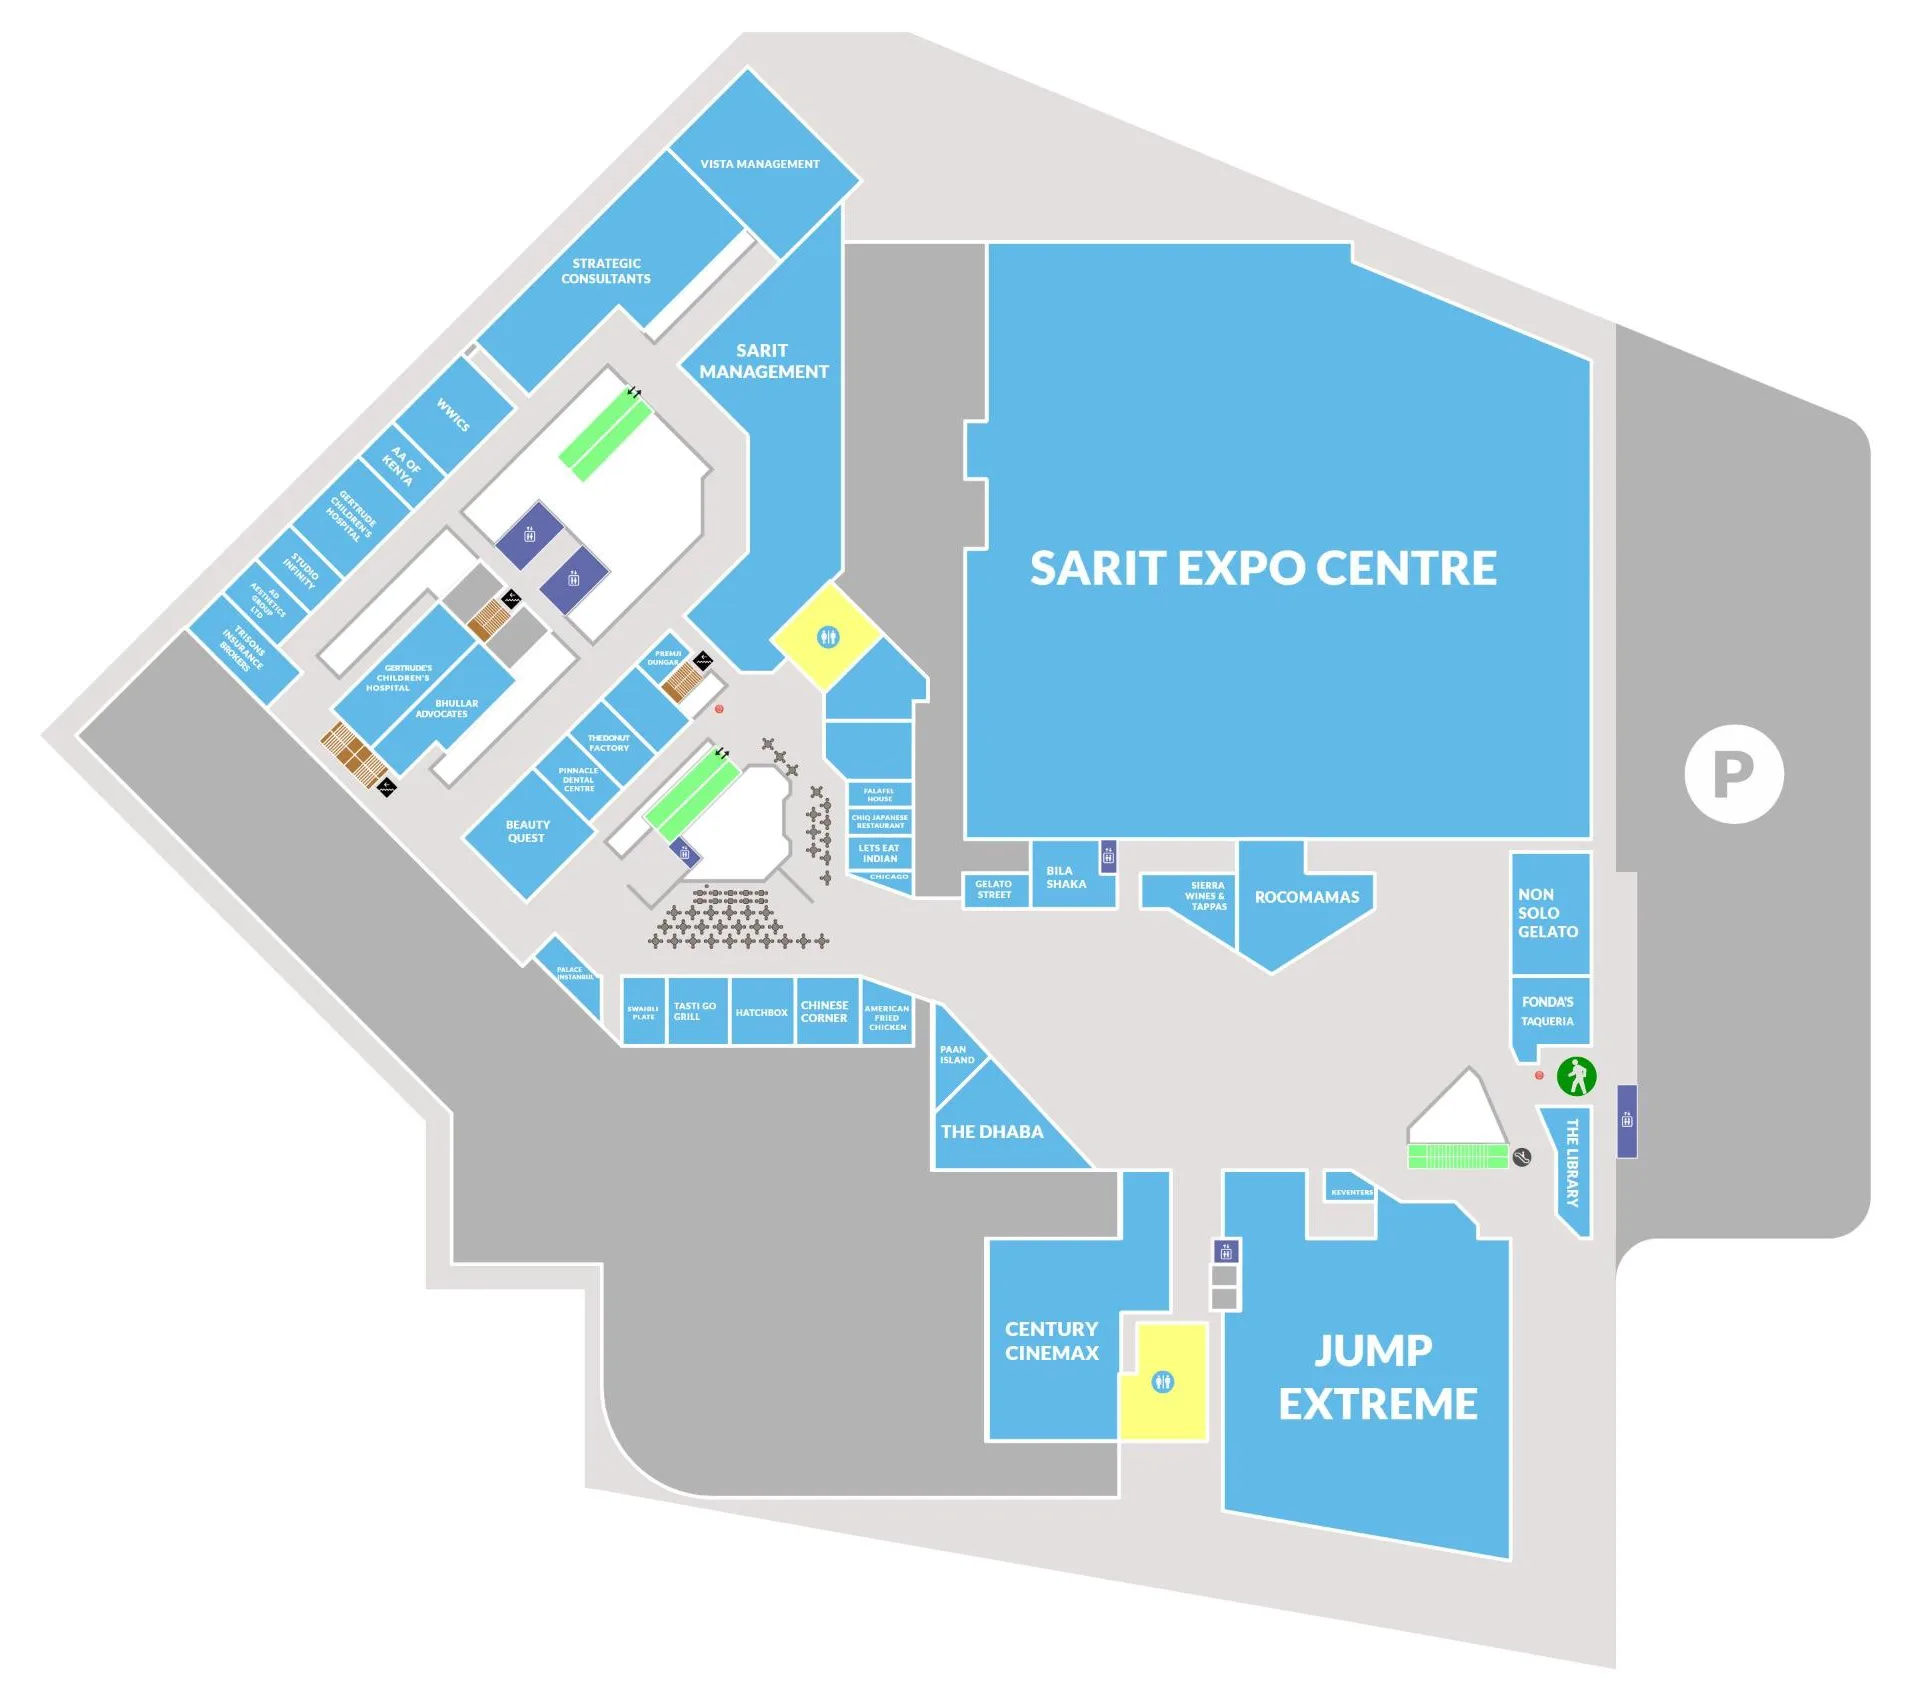 VISTA MANAGEMENT
STRATEGIC
CONSULTANTS
SARIT
MANAGEMENT
WWICS
AA OF
KENYA
GERTRUDE
CHILDREN'S
HOSPITAL
STUDIO
INFINITY
AD
AESTHETICS
GROUP
LTD
TRISONS
INSURANCE
BROKERS
SARIT EXPO CENTRE
GERTRUDE'S
CHILDREN'S
HOSPITAL
BHULLAR
ADVOCATES
PREMJI
DUNGAR
THEDONUT
FACTORY
PINNACLE
DENTAL
CENTRE
BEAUTY
QUEST
P
FALAFEL
HOUSE
CHIQ JAPANESE
RESTAURANT
LETS EAT
INDIAN
CHICAGO
GELATO
STREET
BILA
SHAKA
SIERRA
WINES &
TAPPAS
ROCOMAMAS
NON
SOLO
GELATO
FONDA'S
TAQUERIA
PALACE
INSTANBUL
SWAHILI
PLATE
TASTI GO
GRILL
HATCHBOX
CHINESE
CORNER
AMERICAN
FRIED
CHICKEN
PAAN
ISLAND
THE DHABA
THE LIBRARY
KEVENTERS
CENTURY
CINEMAX
JUMP
EXTREME